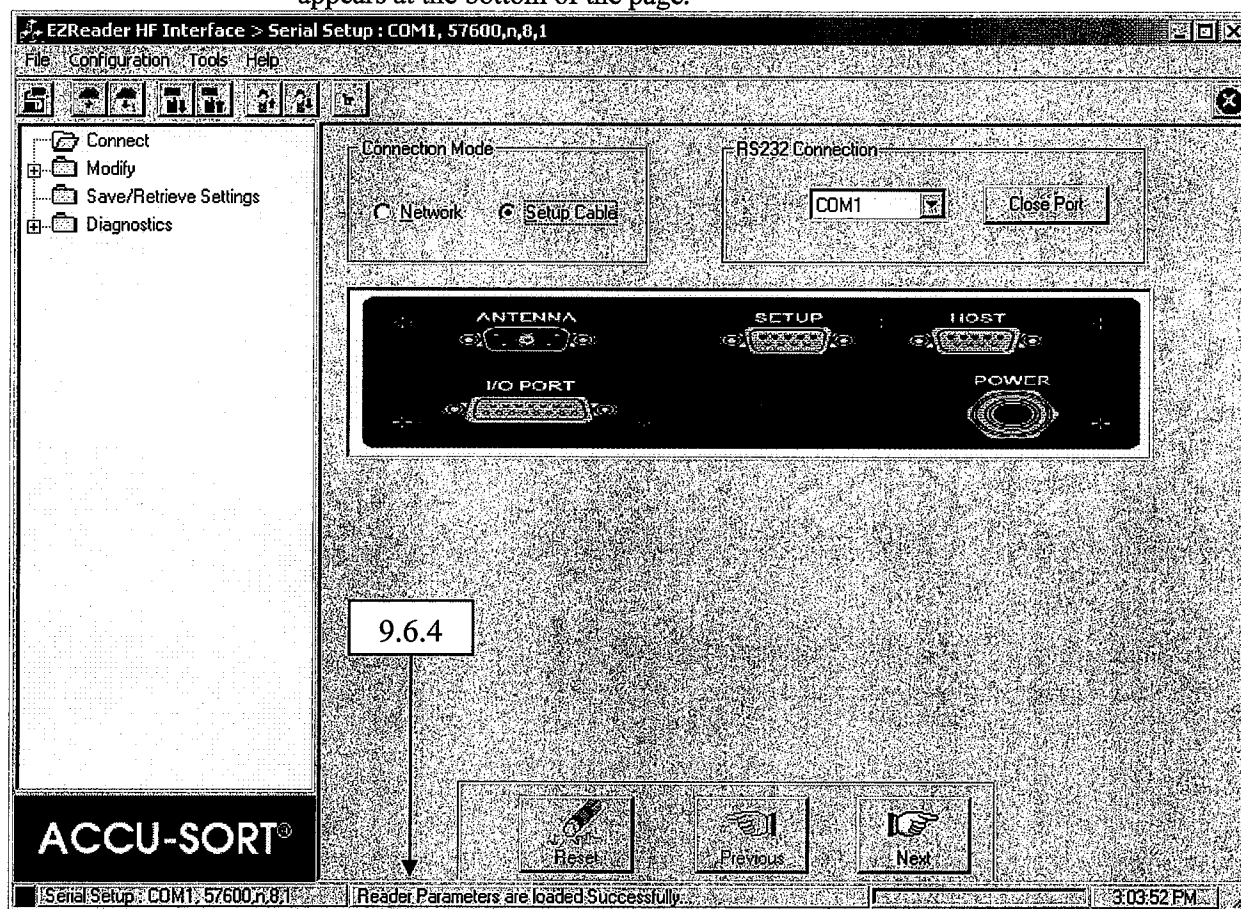 appears at the bottom of the page.
EZReader HF Interface > Serial Setup : COM1, 57600,n,8,1
File Configuration Tools Help
Connect
Modify
Save/Retrieve Settings
Diagnostics
Connection Mode
Network
Setup Cable
RS232 Connection
COM1
Close Port
ANTENNA
SETUP
HOST
I/O PORT
POWER
9.6.4
ACCU-SORT®
Reset
Previous
Next
Serial Setup : COM1, 57600,n,8,1
Reader Parameters are loaded Successfully.
3:03:52 PM